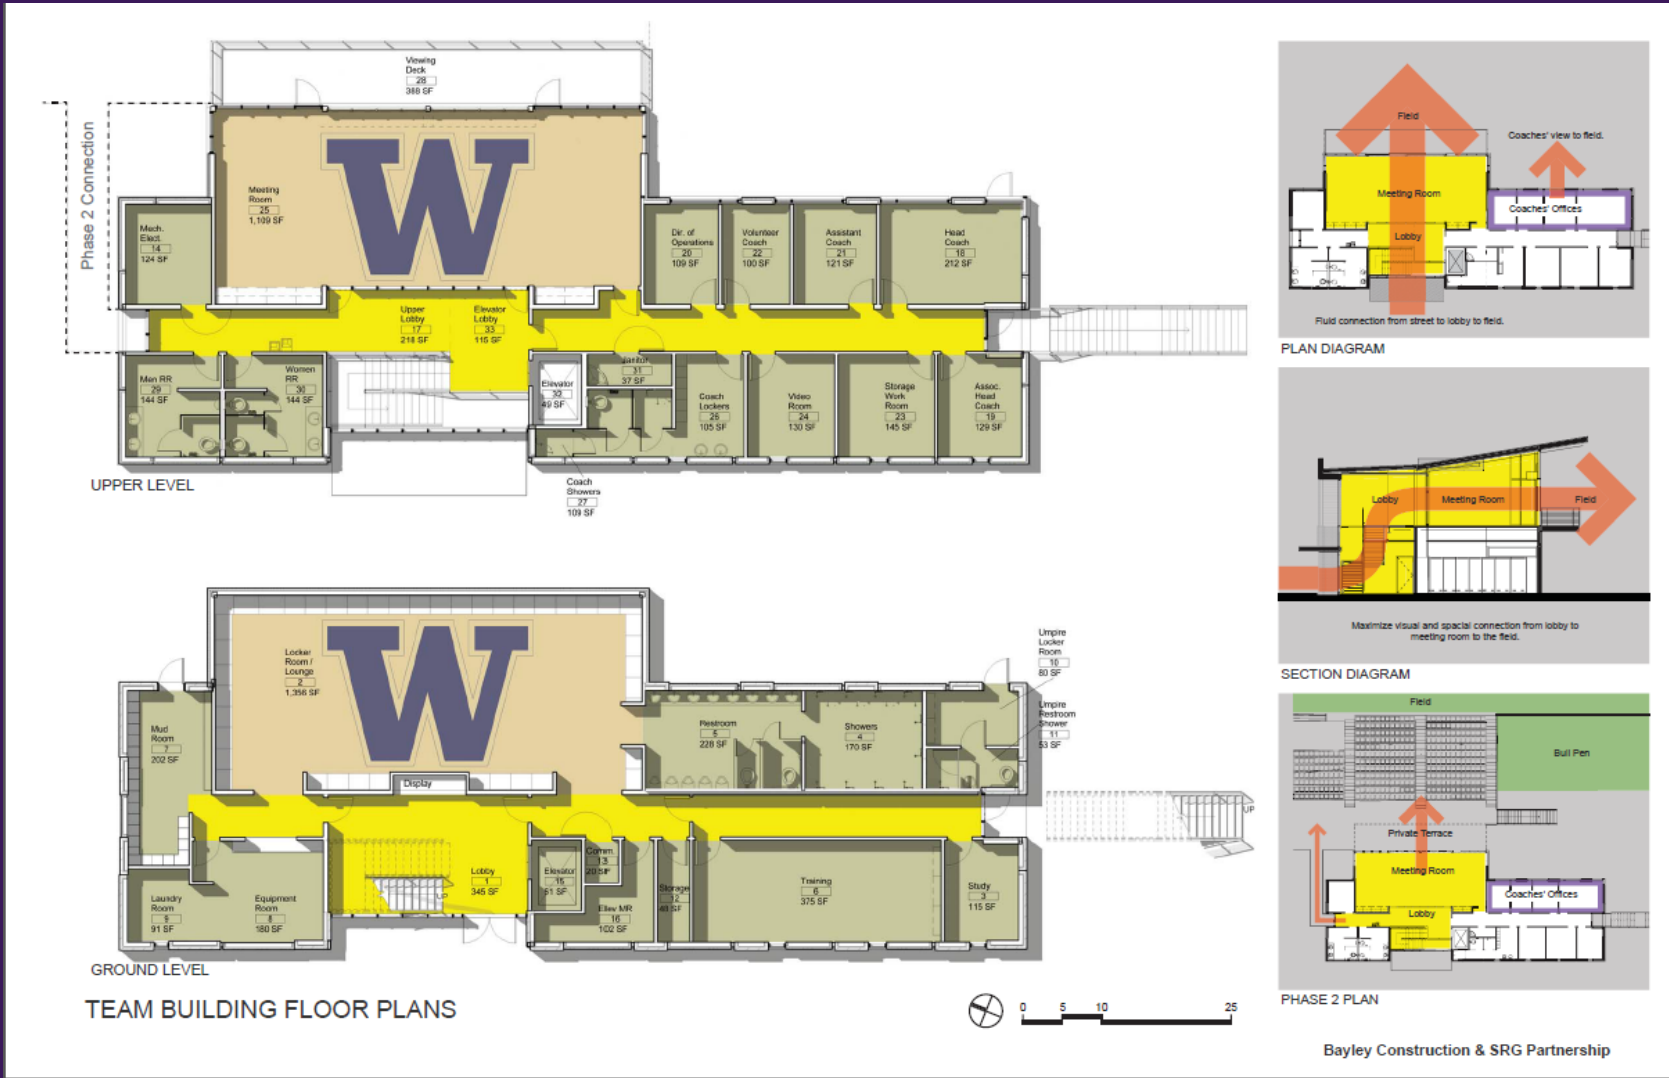 Viewing
Deck
28
388 SF
Phase 2 Connection
W
Meeting
Room
25
1,109 SF
Mech.
Elect.
14
124 SF
Dir. of
Operations
20
109 SF
Volunteer
Coach
22
100 SF
Assistant
Coach
21
121 SF
Head
Coach
18
212 SF
Upper
Lobby
17
218 SF
Elevator
Lobby
33
115 SF
Men RR
29
144 SF
Women
RR
30
144 SF
Elevator
32
49 SF
Janitor
31
37 SF
Coach
Lockers
26
105 SF
Video
Room
24
130 SF
Storage
Work
Room
23
145 SF
Assoc.
Head
Coach
19
129 SF
Coach
Showers
27
109 SF
UPPER LEVEL
W
Locker
Room /
Lounge
2
1,356 SF
Umpire
Locker
Room
10
80 SF
Umpire
Restroom
Shower
11
53 SF
Mud
Room
7
202 SF
Restroom
5
228 SF
Showers
4
170 SF
Display
UP
Lobby
1
345 SF
UP
Elevator
15
51 SF
Comm.
13
20 SF
Elev MR
16
102 SF
Storage
12
48 SF
Training
6
375 SF
Study
3
115 SF
Laundry
Room
9
91 SF
Equipment
Room
8
180 SF
GROUND LEVEL
TEAM BUILDING FLOOR PLANS
0 5 10 25
Field
Coaches' view to field.
Meeting Room
Coaches' Offices
Lobby
Fluid connection from street to lobby to field.
PLAN DIAGRAM
Lobby
Meeting Room
Field
Maximize visual and spacial connection from lobby to
meeting room to the field.
SECTION DIAGRAM
Field
Bull Pen
Private Terrace
Meeting Room
Coaches' Offices
Lobby
PHASE 2 PLAN
Bayley Construction & SRG Partnership